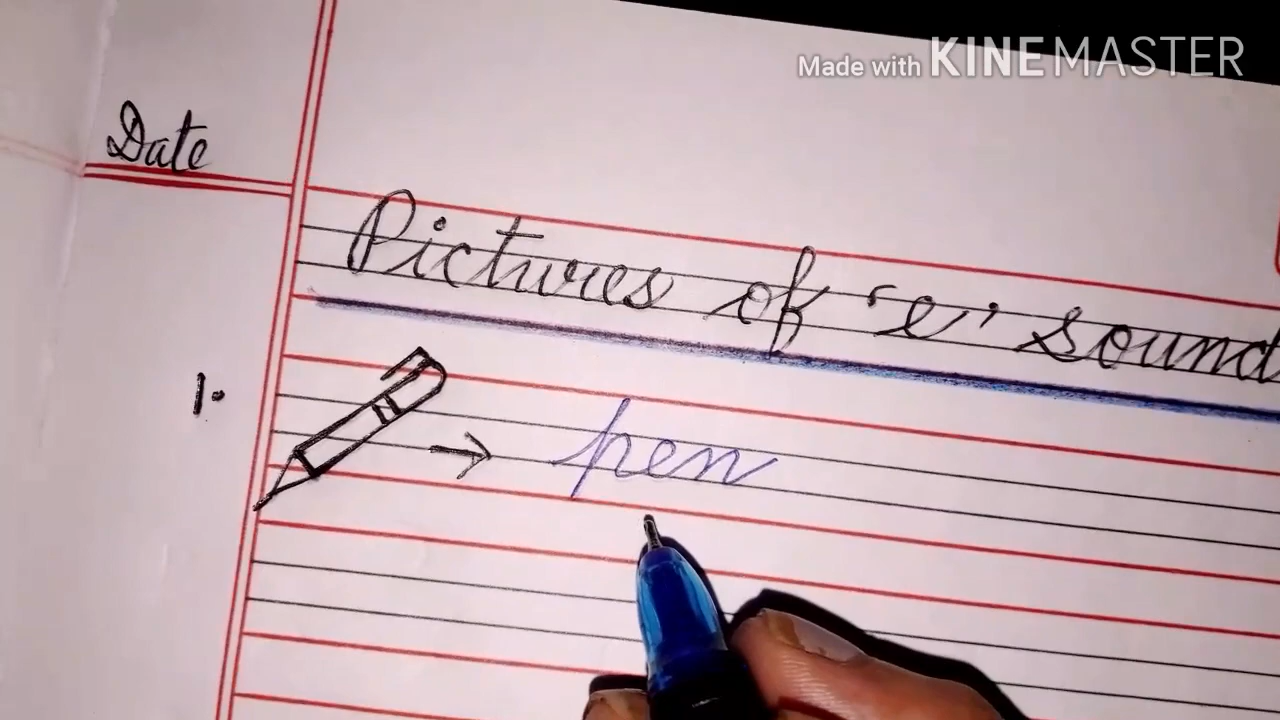 Made with KINEMASTER
Date
Pictures of 'e' sound
1. → pen